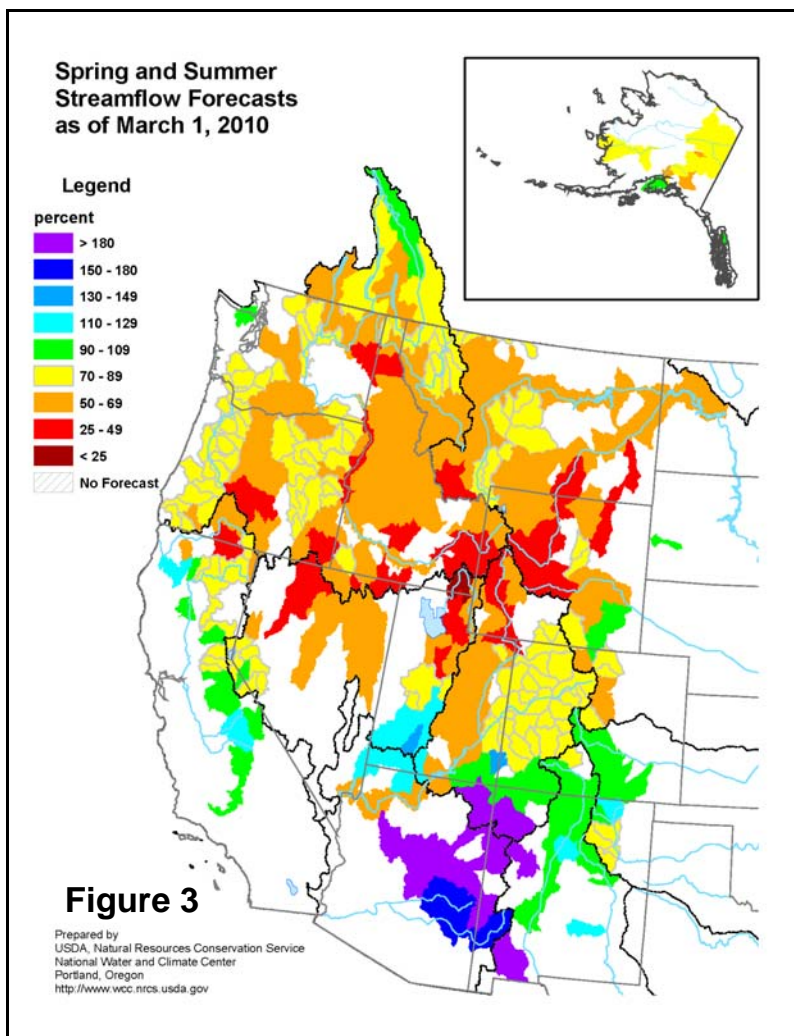 Spring and Summer
Streamflow Forecasts
as of March 1, 2010
Legend
percent
> 180
150 - 180
130 - 149
110 - 129
90 - 109
70 - 89
50 - 69
25 - 49
< 25
No Forecast
Figure 3
Prepared by
USDA, Natural Resources Conservation Service
National Water and Climate Center
Portland, Oregon
http://www.wcc.nrcs.usda.gov